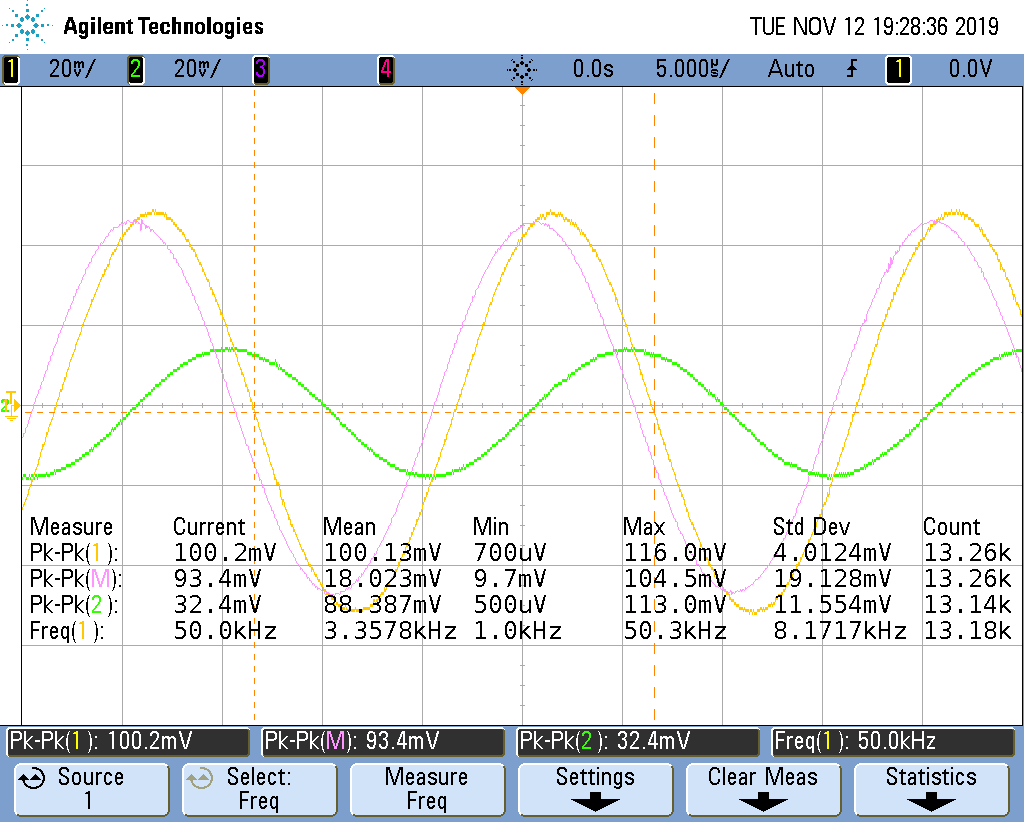 Agilent Technologies TUE NOV 12 19:28:36 2019
1 20mV/ 2 20mV/ 3 4 0.0s 5.000us/ Auto 1 0.0V
2
Measure Current Mean Min Max Std Dev Count
Pk-Pk(1): 100.2mV 100.13mV 700uV 116.0mV 4.0124mV 13.26k
Pk-Pk(M): 93.4mV 18.023mV 9.7mV 104.5mV 19.128mV 13.26k
Pk-Pk(2): 32.4mV 88.387mV 500uV 113.0mV 11.554mV 13.14k
Freq(1): 50.0kHz 3.3578kHz 1.0kHz 50.3kHz 8.1717kHz 13.18k
Pk-Pk(1): 100.2mV Pk-Pk(M): 93.4mV Pk-Pk(2): 32.4mV Freq(1): 50.0kHz
Source Select: Measure Settings Clear Meas Statistics
1 Freq Freq